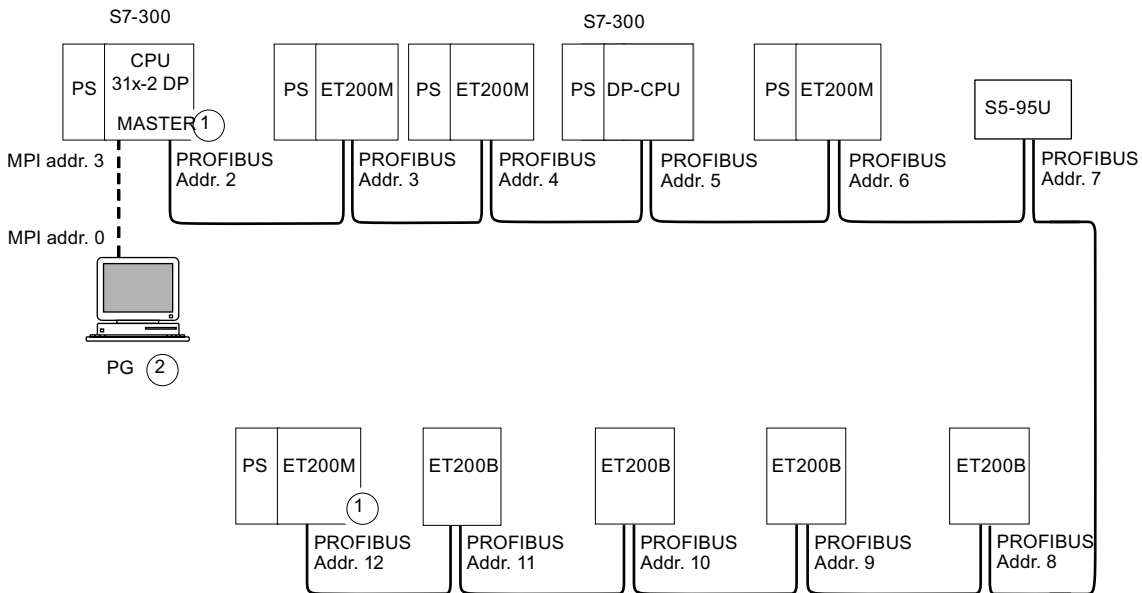 S7-300
S7-300
CPU
31x-2 DP
PS
MASTER 1
PS ET200M
PS ET200M
PS DP-CPU
PS ET200M
S5-95U
MPI addr. 3
PROFIBUS
Addr. 2
PROFIBUS
Addr. 3
PROFIBUS
Addr. 4
PROFIBUS
Addr. 5
PROFIBUS
Addr. 6
PROFIBUS
Addr. 7
MPI addr. 0
PG 2
PS ET200M
1
ET200B
ET200B
ET200B
ET200B
PROFIBUS
Addr. 12
PROFIBUS
Addr. 11
PROFIBUS
Addr. 10
PROFIBUS
Addr. 9
PROFIBUS
Addr. 8